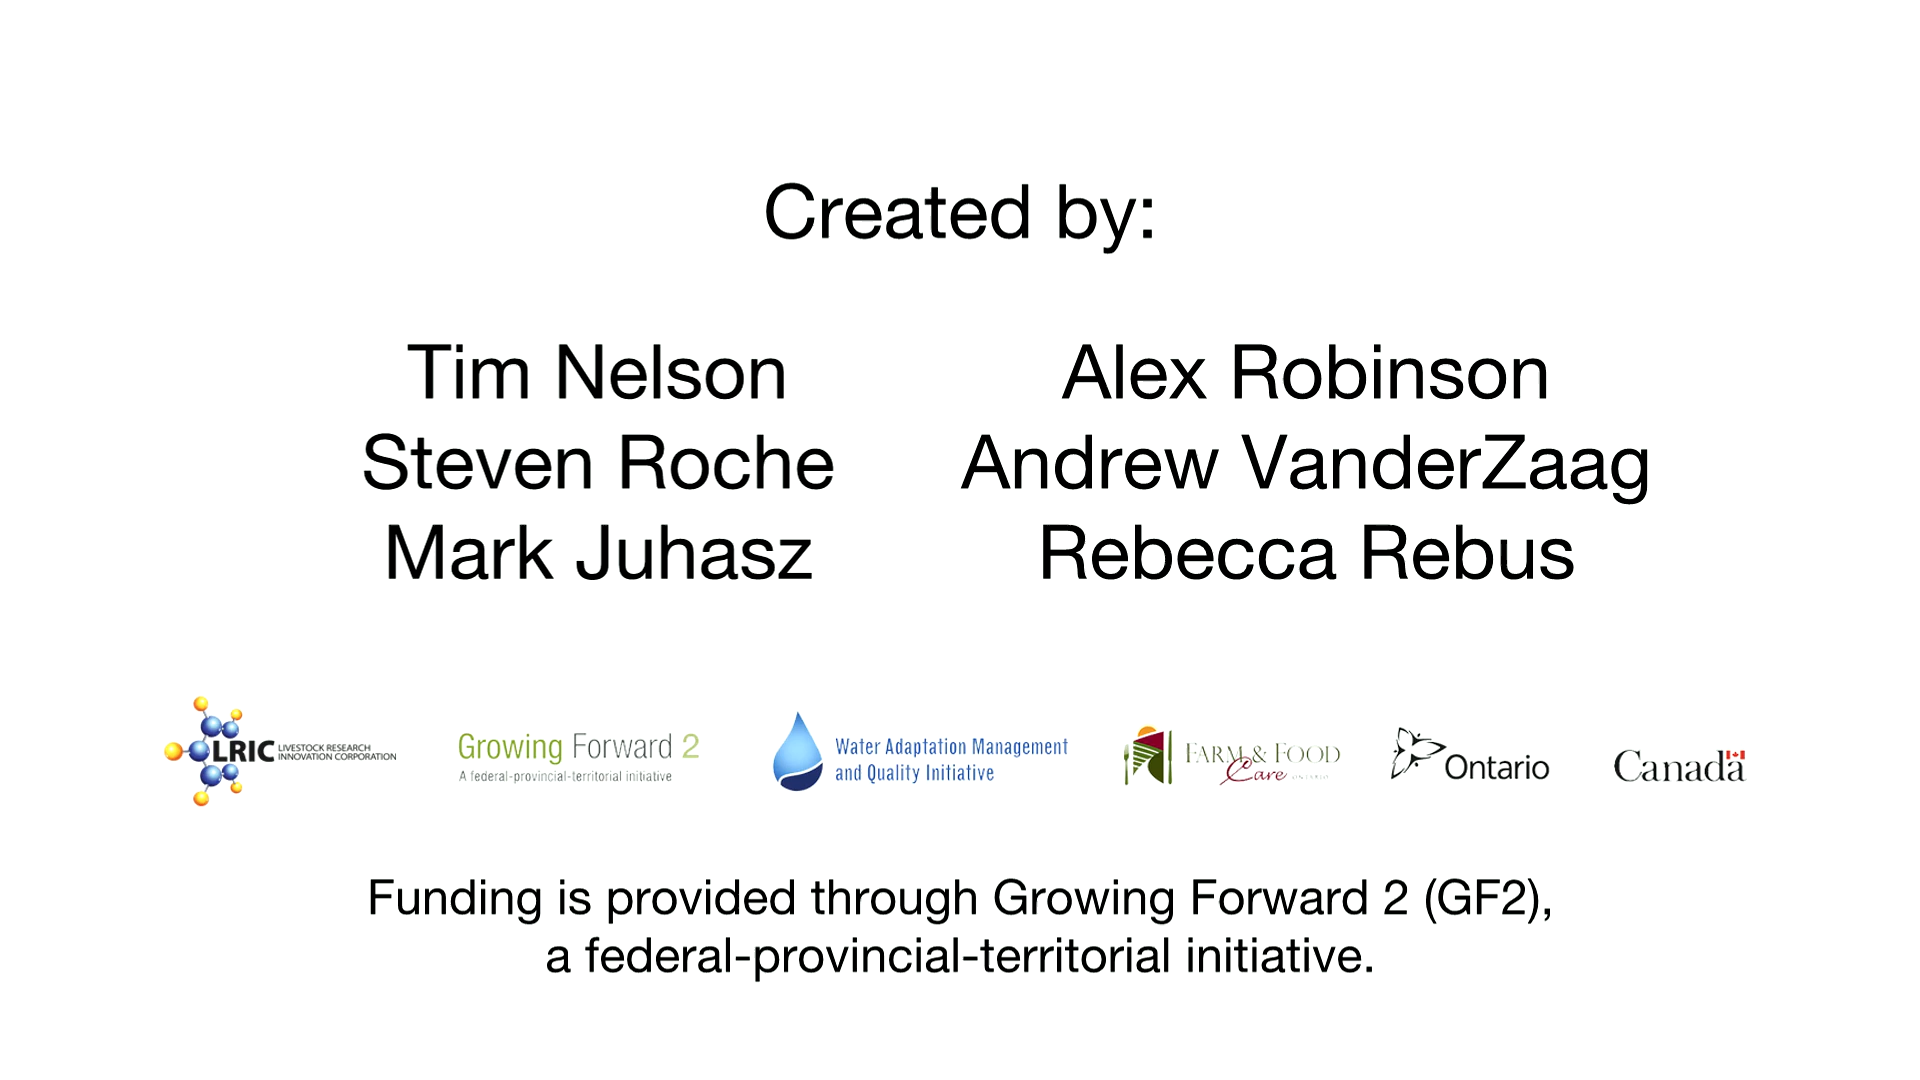 Created by:
Tim Nelson
Steven Roche
Mark Juhasz
Alex Robinson
Andrew VanderZaag
Rebecca Rebus
LRIC LIVESTOCK RESEARCH
INNOVATION CORPORATION
Growing Forward 2
A federal-provincial-territorial initiative
Water Adaptation Management
and Quality Initiative
FARM & FOOD
Care ONTARIO
Ontario
Canada
Funding is provided through Growing Forward 2 (GF2),
a federal-provincial-territorial initiative.